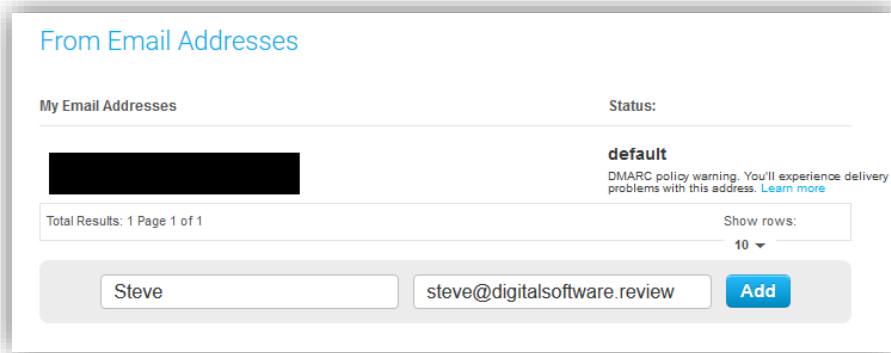 From Email Addresses
My Email Addresses Status:
default
DMARC policy warning. You'll experience delivery
problems with this address. Learn more
Total Results: 1 Page 1 of 1 Show rows:
10
Steve steve@digitalsoftware.review Add